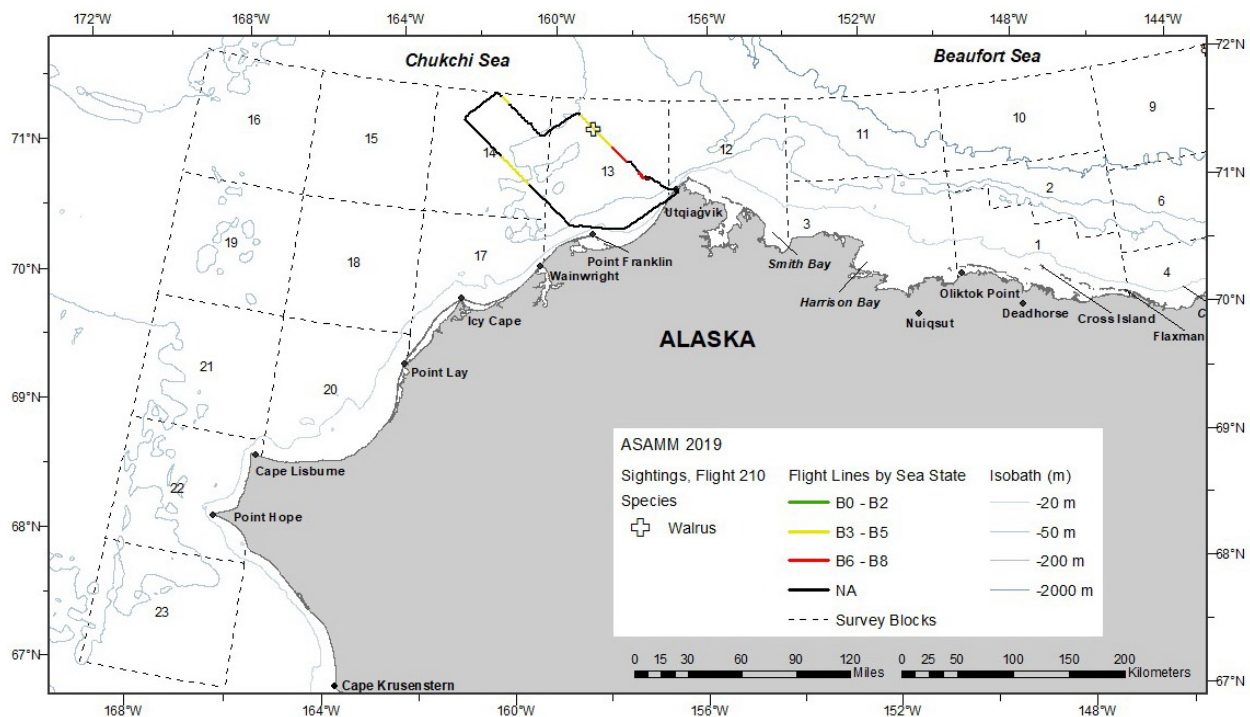 172°W 168°W 164°W 160°W 156°W 152°W 148°W 144°W
72°N
Chukchi Sea
Beaufort Sea
16
15
14
13
12
11
10
9
71°N
71°N
2
6
Utqiaġvik
3
1
4
19
18
17
Point Franklin
Smith Bay
Wainwright
Harrison Bay
Oliktok Point
Deadhorse
Cross Island
Nuiqsut
Flaxman
C
70°N
70°N
Icy Cape
ALASKA
21
20
Point Lay
69°N
69°N
Cape Lisburne
22
Point Hope
68°N
68°N
23
67°N
67°N
Cape Krusenstern
ASAMM 2019
Sightings, Flight 210
Species
Walrus
Flight Lines by Sea State
B0 - B2
B3 - B5
B6 - B8
NA
Survey Blocks
Isobath (m)
-20 m
-50 m
-200 m
-2000 m
0 15 30 60 90 120
Miles
0 25 50 100 150 200
Kilometers
168°W 164°W 160°W 156°W 152°W 148°W